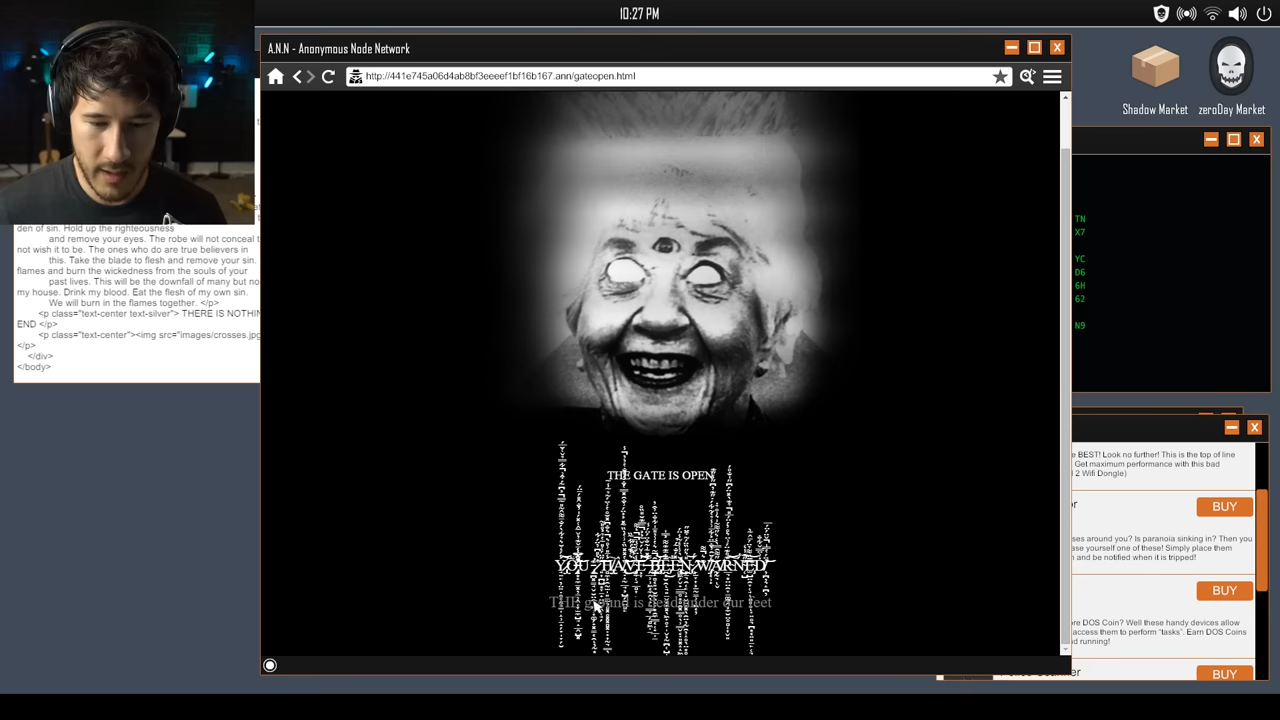 10:27 PM
A.N.N - Anonymous Node Network
http://441e745a06d4ab8bf3eeeef1bf16b167.ann/gateopen.html
Shadow Market
zeroDay Market
den of sin. Hold up the righteousness
and remove your eyes. The robe will not conceal t
not wish it to be. The ones who do are true believers in
this. Take the blade to flesh and remove your sin.
flames and burn the wickedness from the souls of your
past lives. This will be the downfall of many but no
my house. Drink my blood. Eat the flesh of my own sin.
We will burn in the flames together. </p>
<p class="text-center text-silver"> THERE IS NOTHIN
END </p>
<p class="text-center"><img src="images/crosses.jpg
</p>
</div>
</body>
THE GATE IS OPEN
YOU HAVE BEEN WARNED
THE ground is dead under our feet
TN
X7
YC
D6
6H
62
N9
e BEST! Look no further! This is the top of line
Get maximum performance with this bad
2 Wifi Dongle)
or
BUY
ses around you? Is paranoia sinking in? Then you
ase yourself one of these! Simply place them
n and be notified when it is tripped!
BUY
ore DOS Coin? Well these handy devices allow
access them to perform "tasks". Earn DOS Coins
d running!
BUY